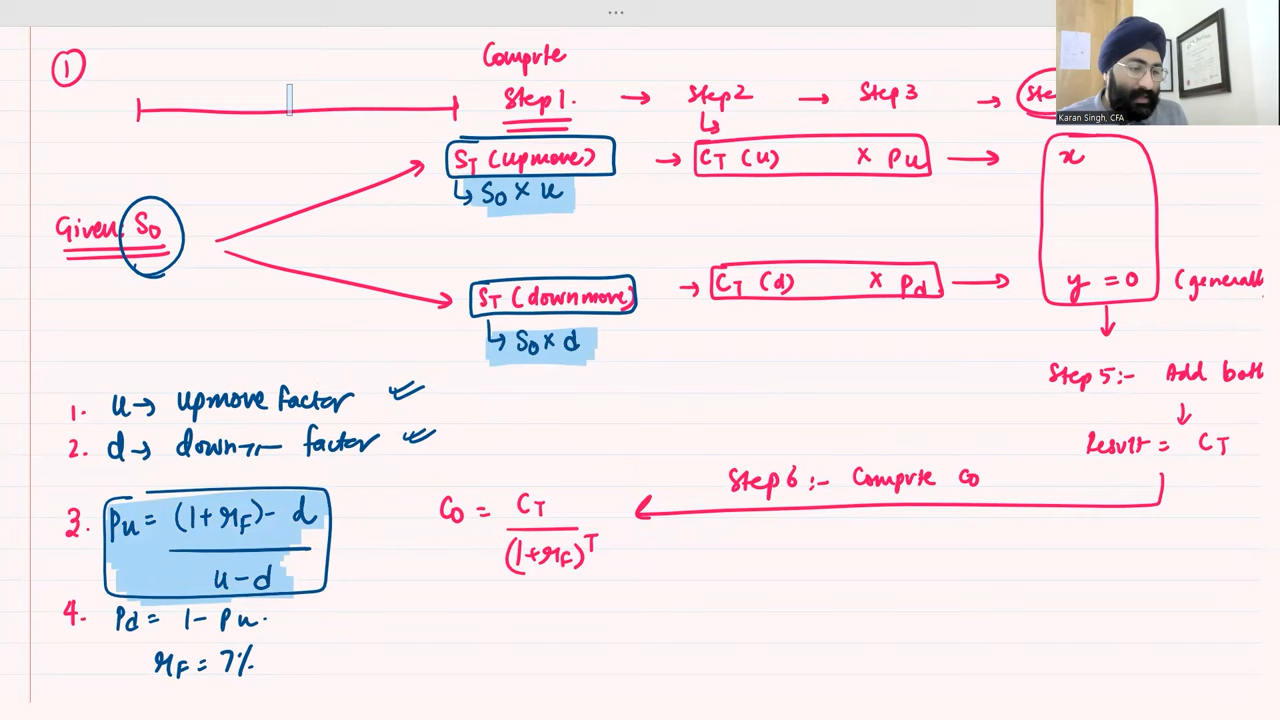 ①
Compute
Step 1. → Step 2 → Step 3 → Ste
Karan Singh, CFA
ST (upmove) → CT (u) × Pu → x
↳ S0 × u
Given S0
ST (downmove) → CT (d) × Pd → y = 0 (generall
↳ S0 × d
Step 5:- Add both
Result = CT
1. u → upmove factor
2. d → down factor
Step 6:- Compute C0
3. Pu = (1+rF) - d
u - d
C0 = CT
(1+rF)^T
4. Pd = 1 - Pu.
rF = 7%